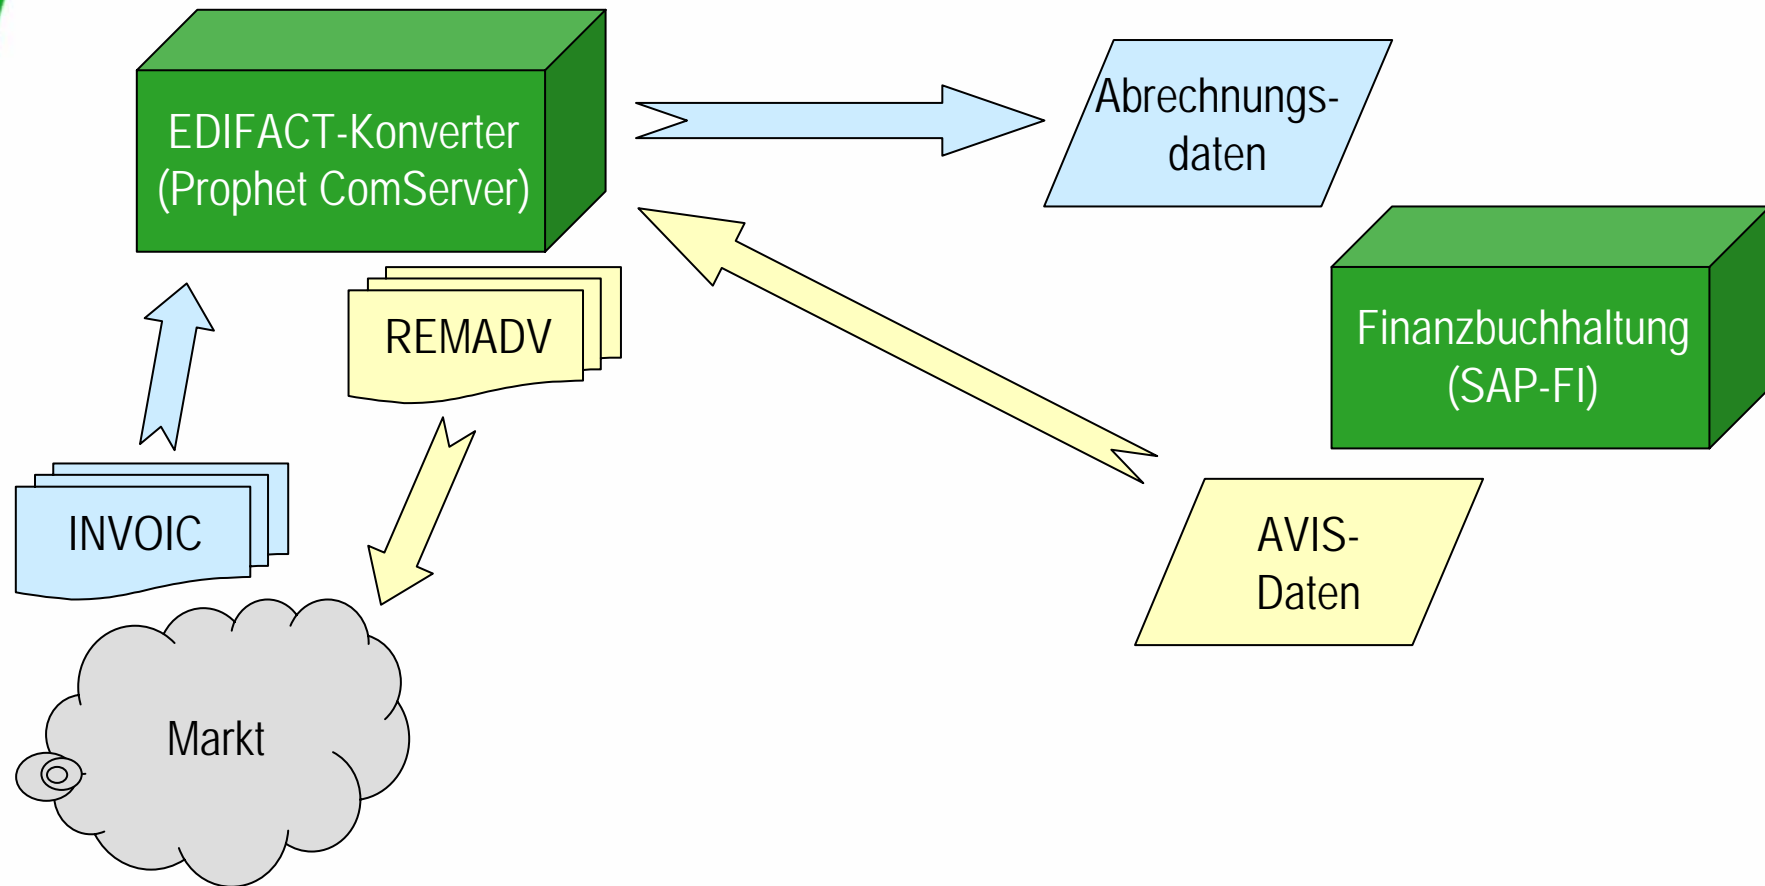 EDIFACT-Konverter
(Prophet ComServer)
Abrechnungs-
daten
REMADV
Finanzbuchhaltung
(SAP-FI)
INVOIC
AVIS-
Daten
Markt